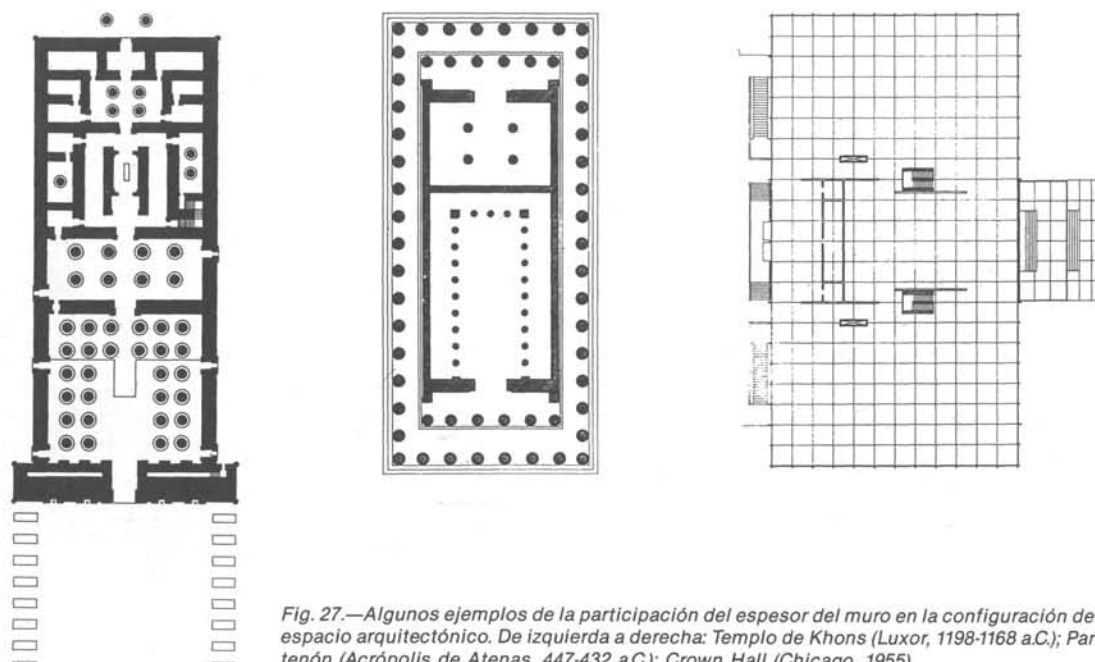 Fig. 27.—Algunos ejemplos de la participación del espesor del muro en la configuración de
espacio arquitectónico. De izquierda a derecha: Templo de Khons (Luxor, 1198-1168 a.C.); Par
tenón (Acrópolis de Atenas, 447-432 a.C.); Crown Hall (Chicago, 1955)